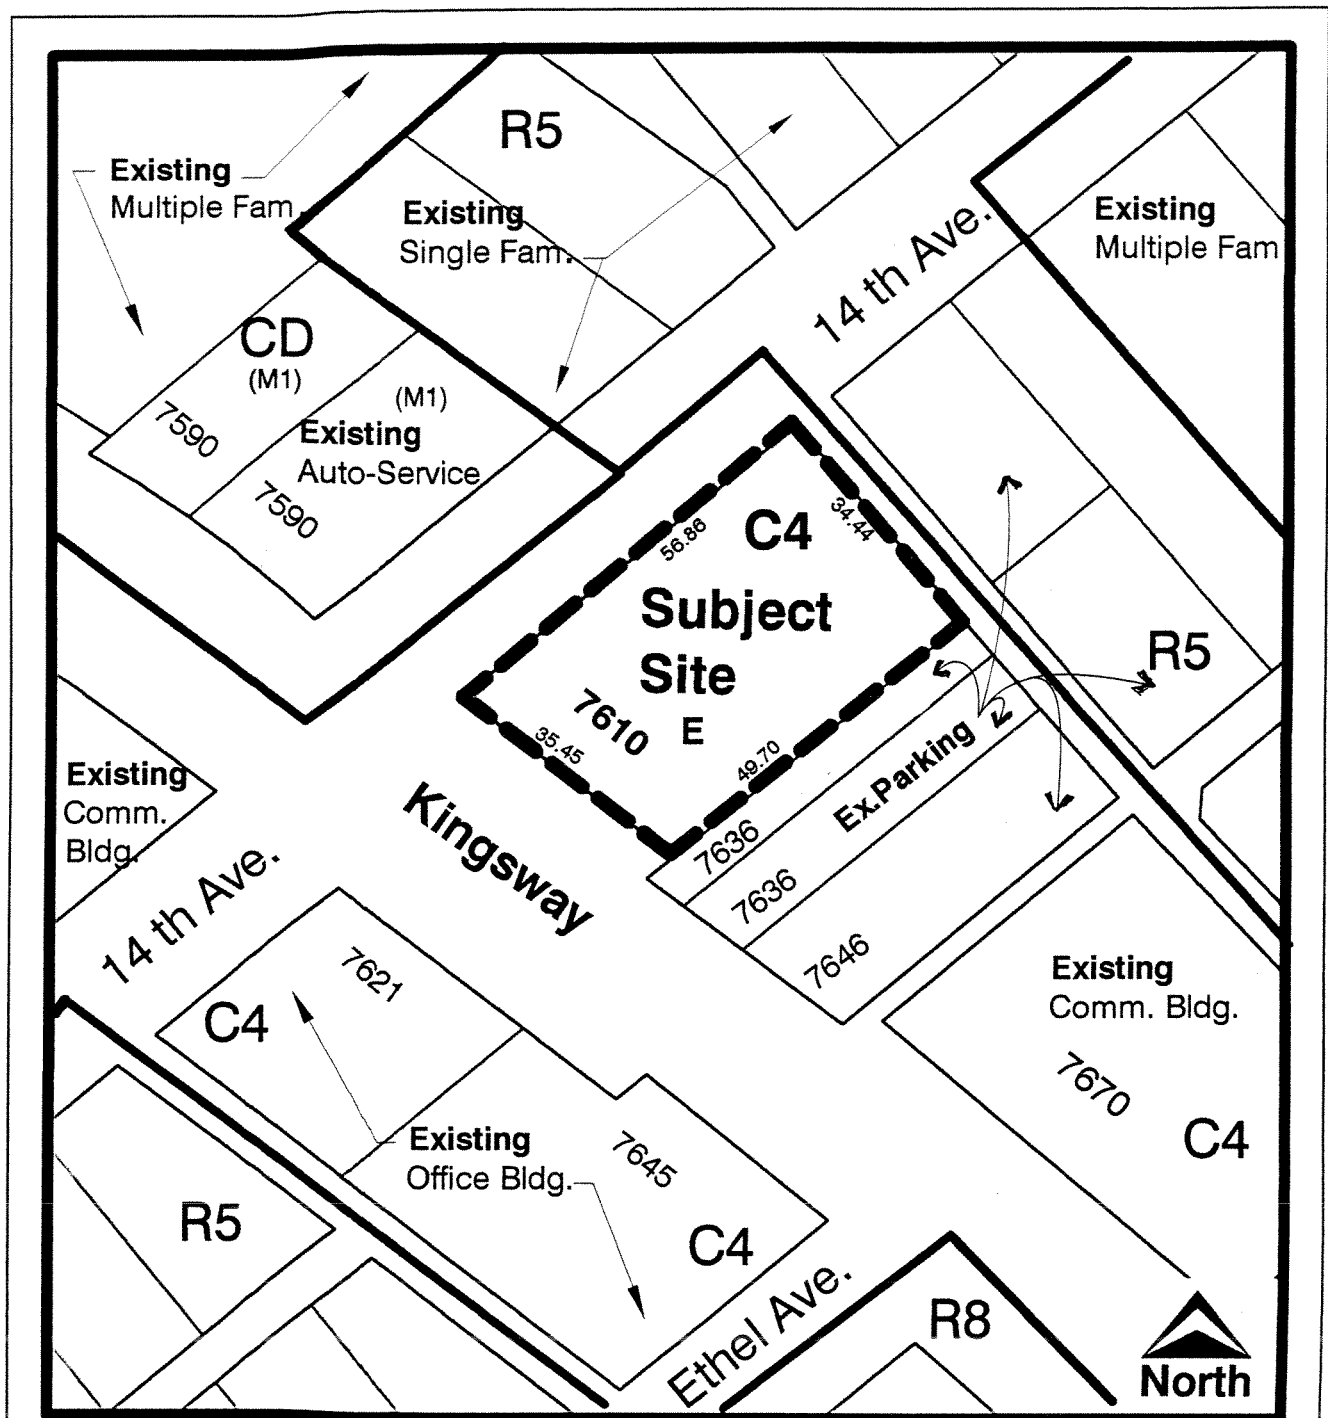 R5
Existing
Multiple Fam.
Existing
Single Fam.
14 th Ave.
Existing
Multiple Fam
CD
(M1)
7590
(M1)
Existing
Auto-Service
7590
C4
34.44
56.86
Subject
Site
7610
E
35.45
49.70
R5
Ex.Parking
7636
7636
7646
Existing
Comm.
Bldg.
Kingsway
14 th Ave.
7621
C4
Existing
Comm. Bldg.
7670
C4
Existing
Office Bldg.
7645
R5
C4
Ethel Ave.
R8
North